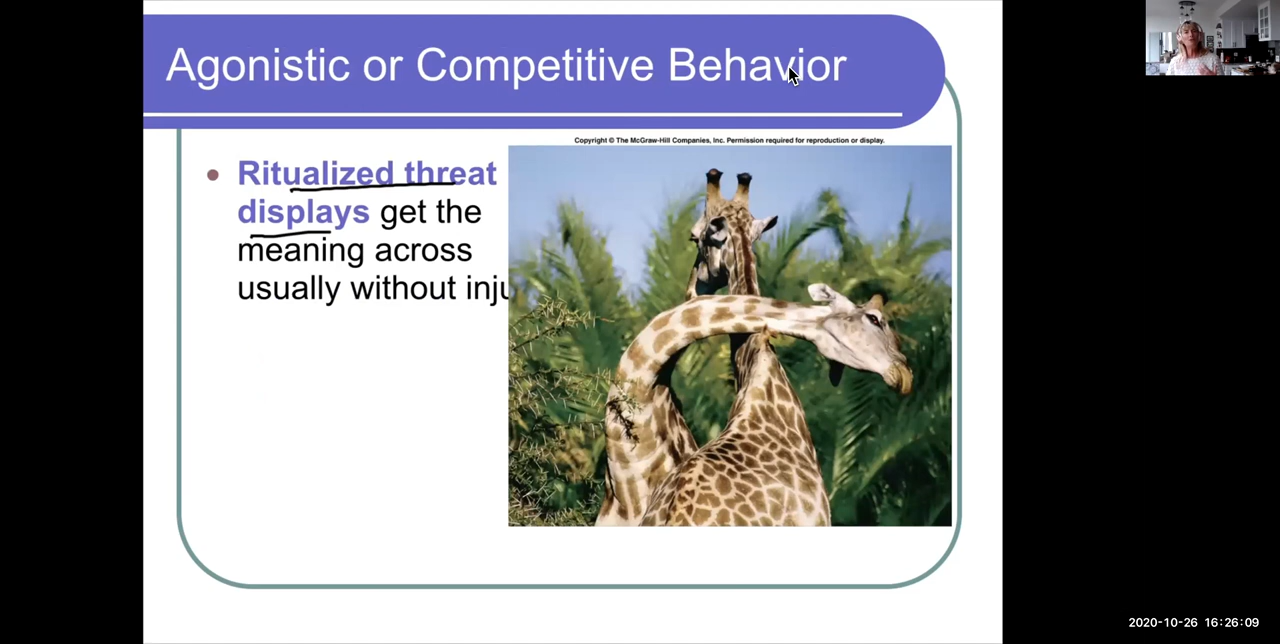 Agonistic or Competitive Behavior
Copyright © The McGraw-Hill Companies, Inc. Permission required for reproduction or display.
Ritualized threat
displays get the
meaning across
usually without inju
2020-10-26 16:26:09